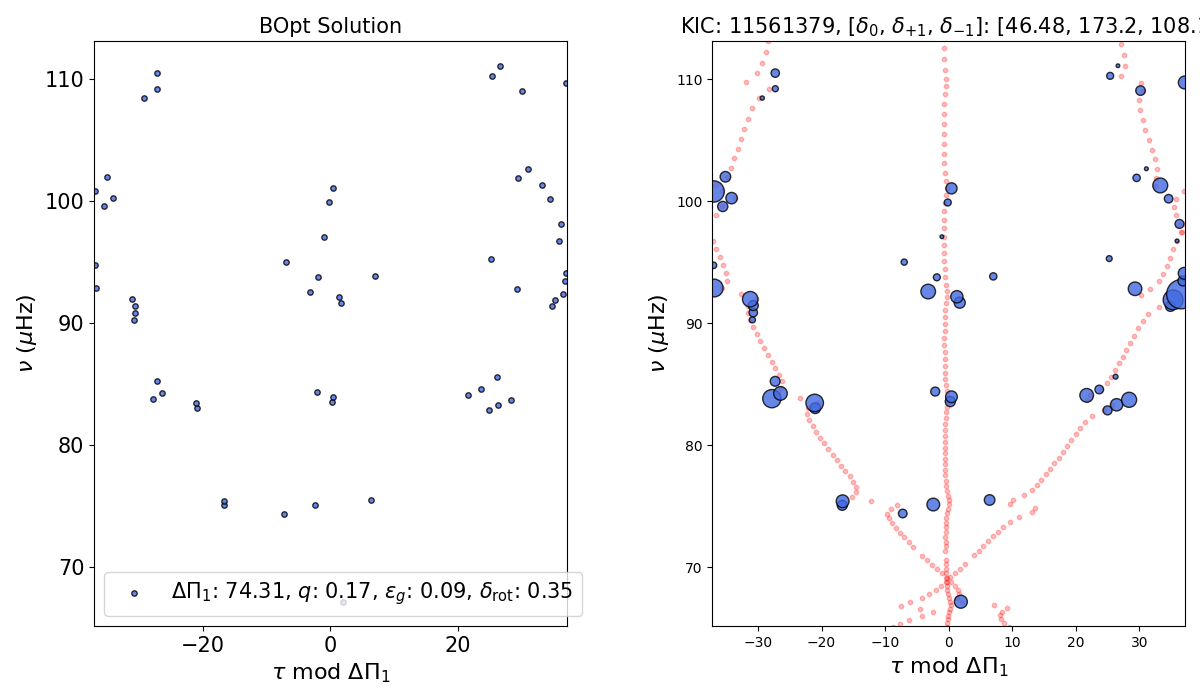 BOpt Solution
KIC: 11561379, [δ₀, δ₊₁, δ₋₁]: [46.48, 173.2, 108.
ν (μHz)
110
100
90
80
70
−20 0 20
τ mod ΔΠ₁
ΔΠ₁: 74.31, q: 0.17, ε_g: 0.09, δ_rot: 0.35
ν (μHz)
110
100
90
80
70
−30 −20 −10 0 10 20 30
τ mod ΔΠ₁